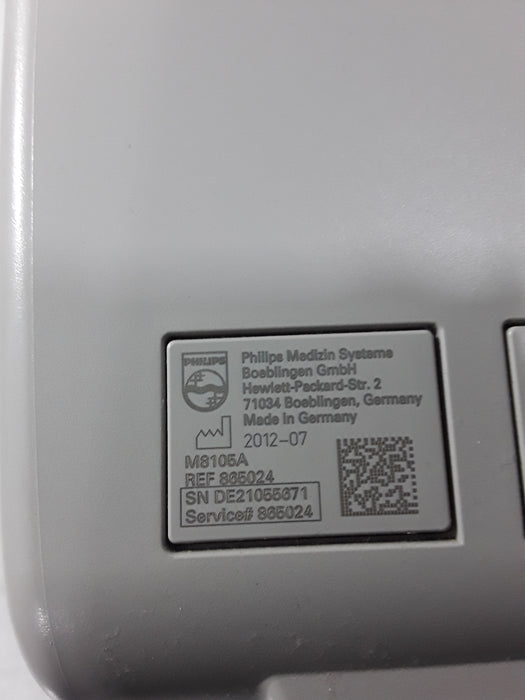 PHILIPS
Philips Medizin Systeme
Boeblingen GmbH
Hewlett-Packard-Str. 2
71034 Boeblingen, Germany
Made in Germany
2012-07
M8105A
REF 865024
SN DE21055671
Service# 865024